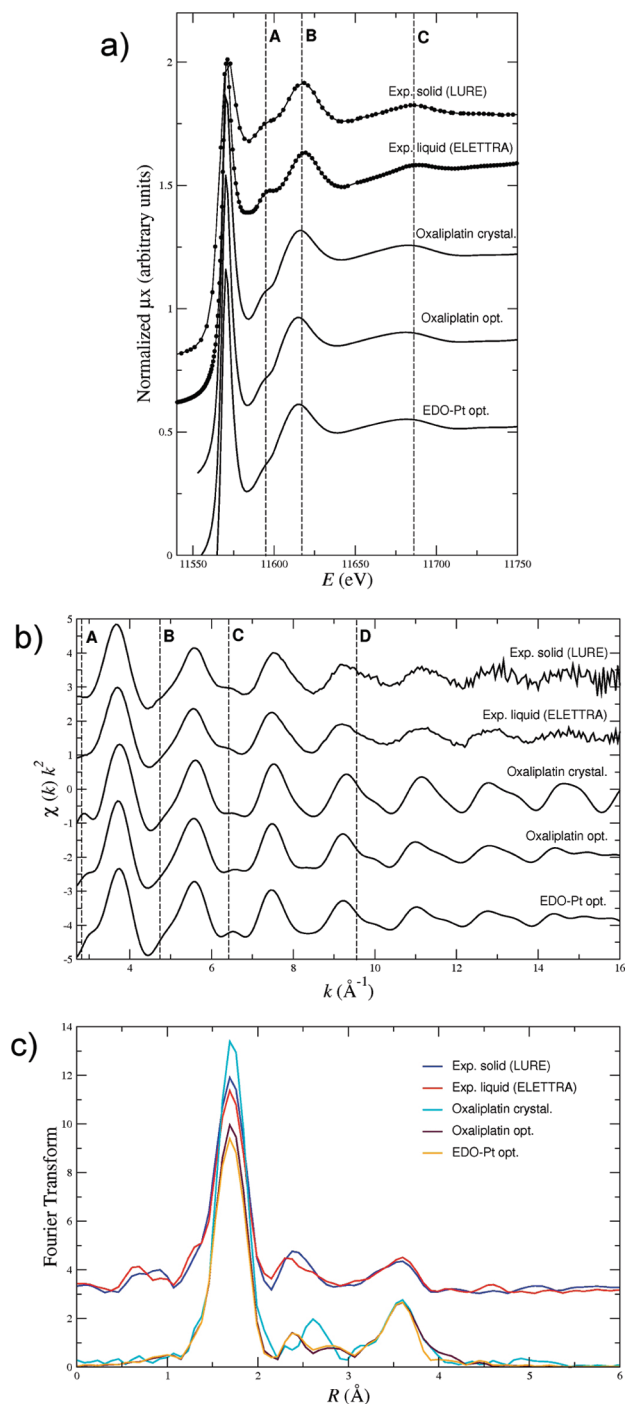 a)
A
B
C
Exp. solid (LURE)
Exp. liquid (ELETTRA)
Oxaliplatin crystal.
Oxaliplatin opt.
EDO-Pt opt.
Normalized μx (arbitrary units)
2
1.5
1
0.5
0
11550
11600
11650
11700
11750
E (eV)
b)
A
B
C
D
Exp. solid (LURE)
Exp. liquid (ELETTRA)
Oxaliplatin crystal.
Oxaliplatin opt.
EDO-Pt opt.
χ (k) k²
5
4
3
2
1
0
-1
-2
-3
-4
-5
4
6
8
10
12
14
16
k (Å⁻¹)
c)
Exp. solid (LURE)
Exp. liquid (ELETTRA)
Oxaliplatin crystal.
Oxaliplatin opt.
EDO-Pt opt.
Fourier Transform
14
12
10
8
6
4
2
0
0
1
2
3
4
5
6
R (Å)